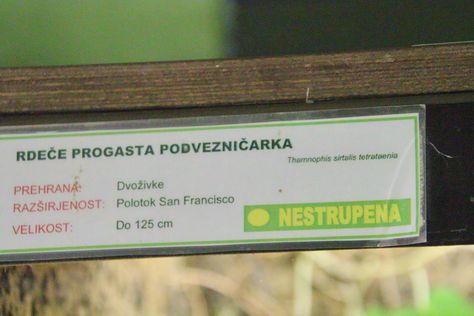 RDEČE PROGASTA PODVEZNIČARKA
Thamnophis sirtalis tetrataenia
PREHRANA: Dvoživke
RAZŠIRJENOST: Polotok San Francisco
VELIKOST: Do 125 cm
NESTRUPENA